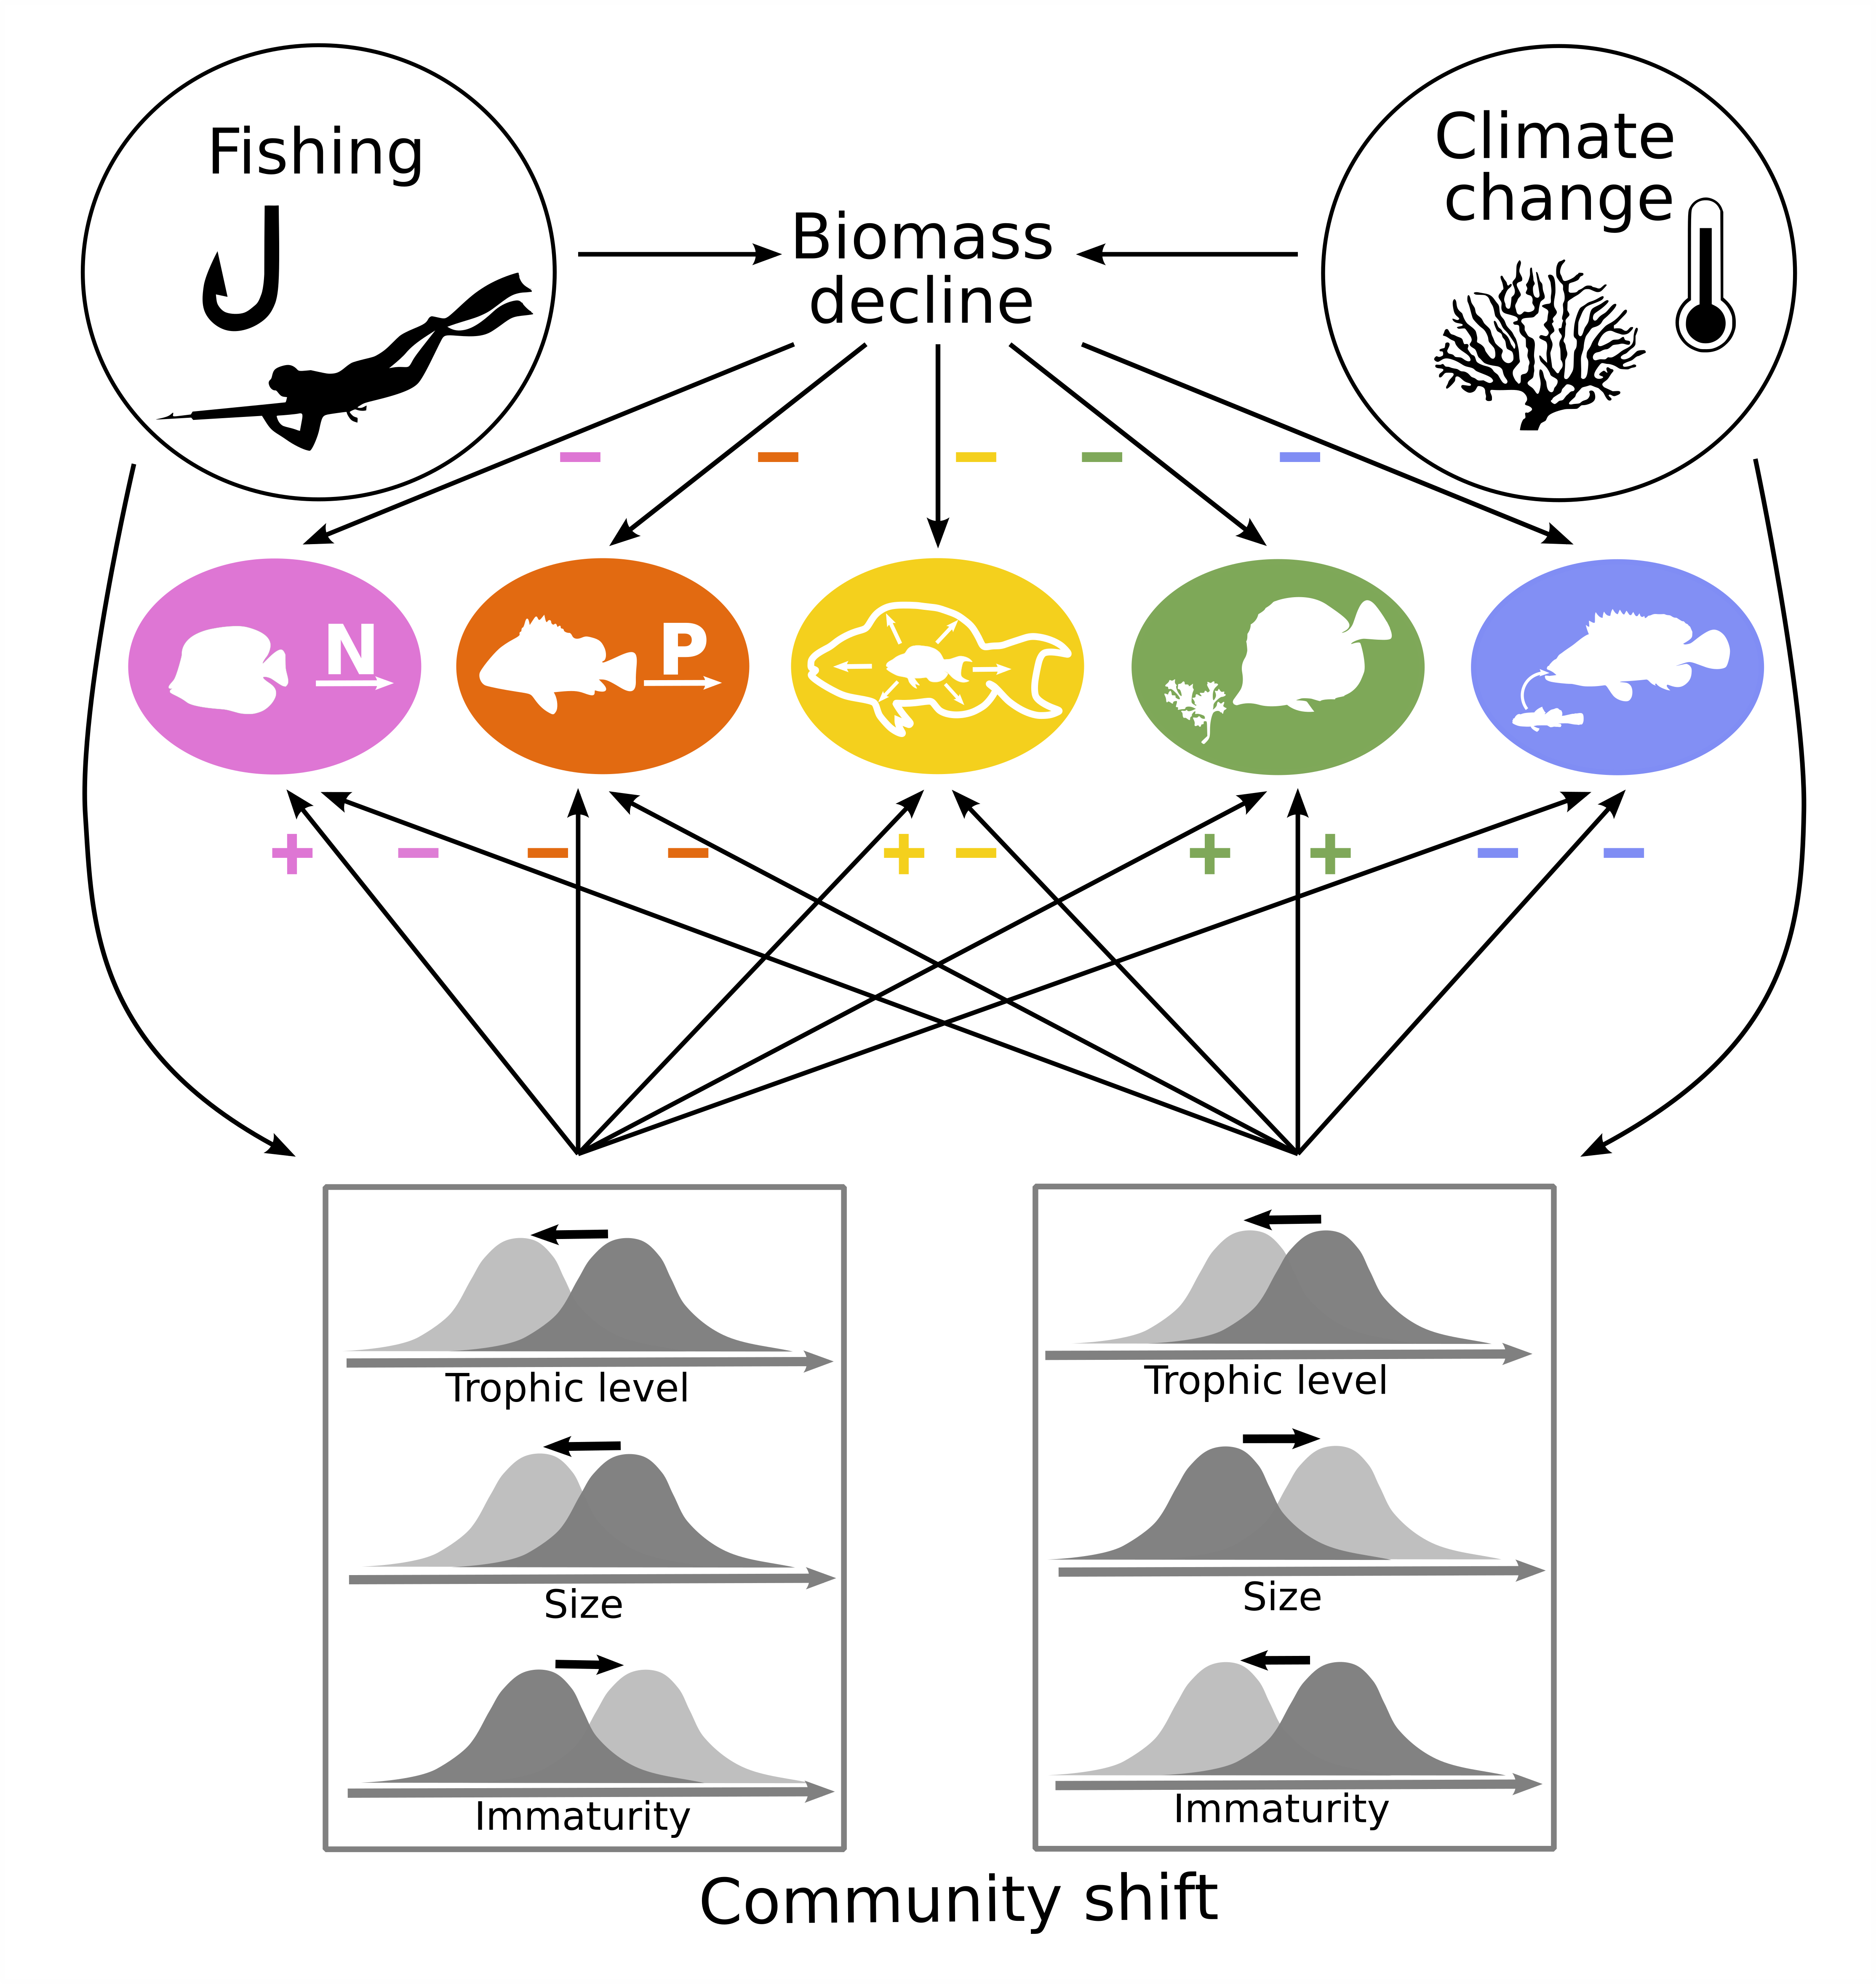 Fishing
Climate
change
Biomass
decline
−
−
−
−
−
N
P
+
−
−
−
+
−
+
+
−
−
Trophic level
Trophic level
Size
Size
Immaturity
Immaturity
Community shift